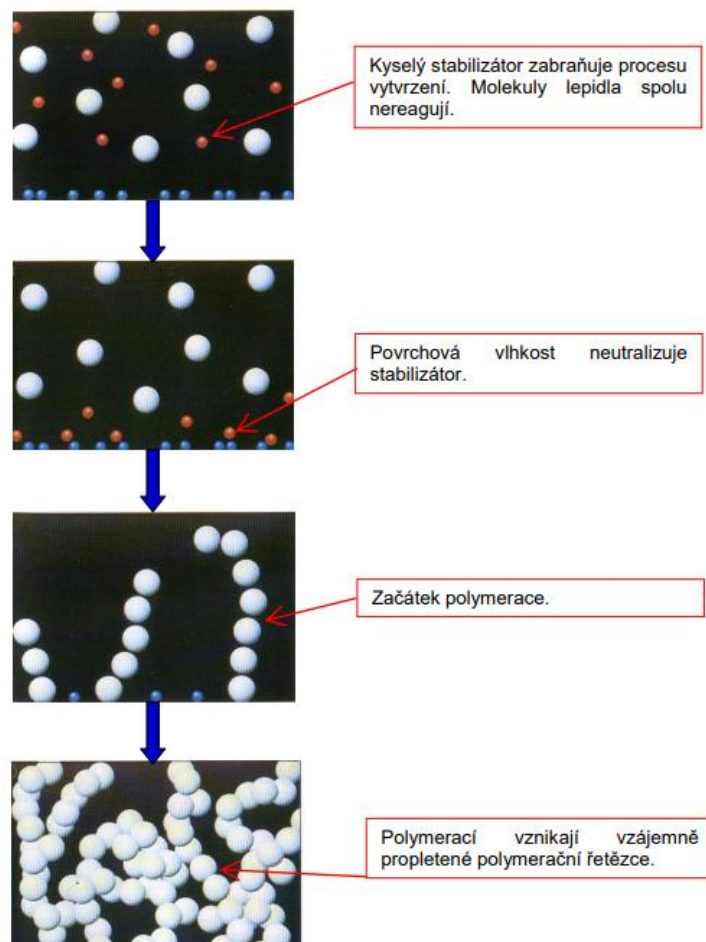 Kyselý stabilizátor zabraňuje procesu
vytvrzení. Molekuly lepidla spolu
nereagují.
Povrchová vlhkost neutralizuje
stabilizátor.
Začátek polymerace.
Polymerací vznikají vzájemně
propletené polymerační řetězce.